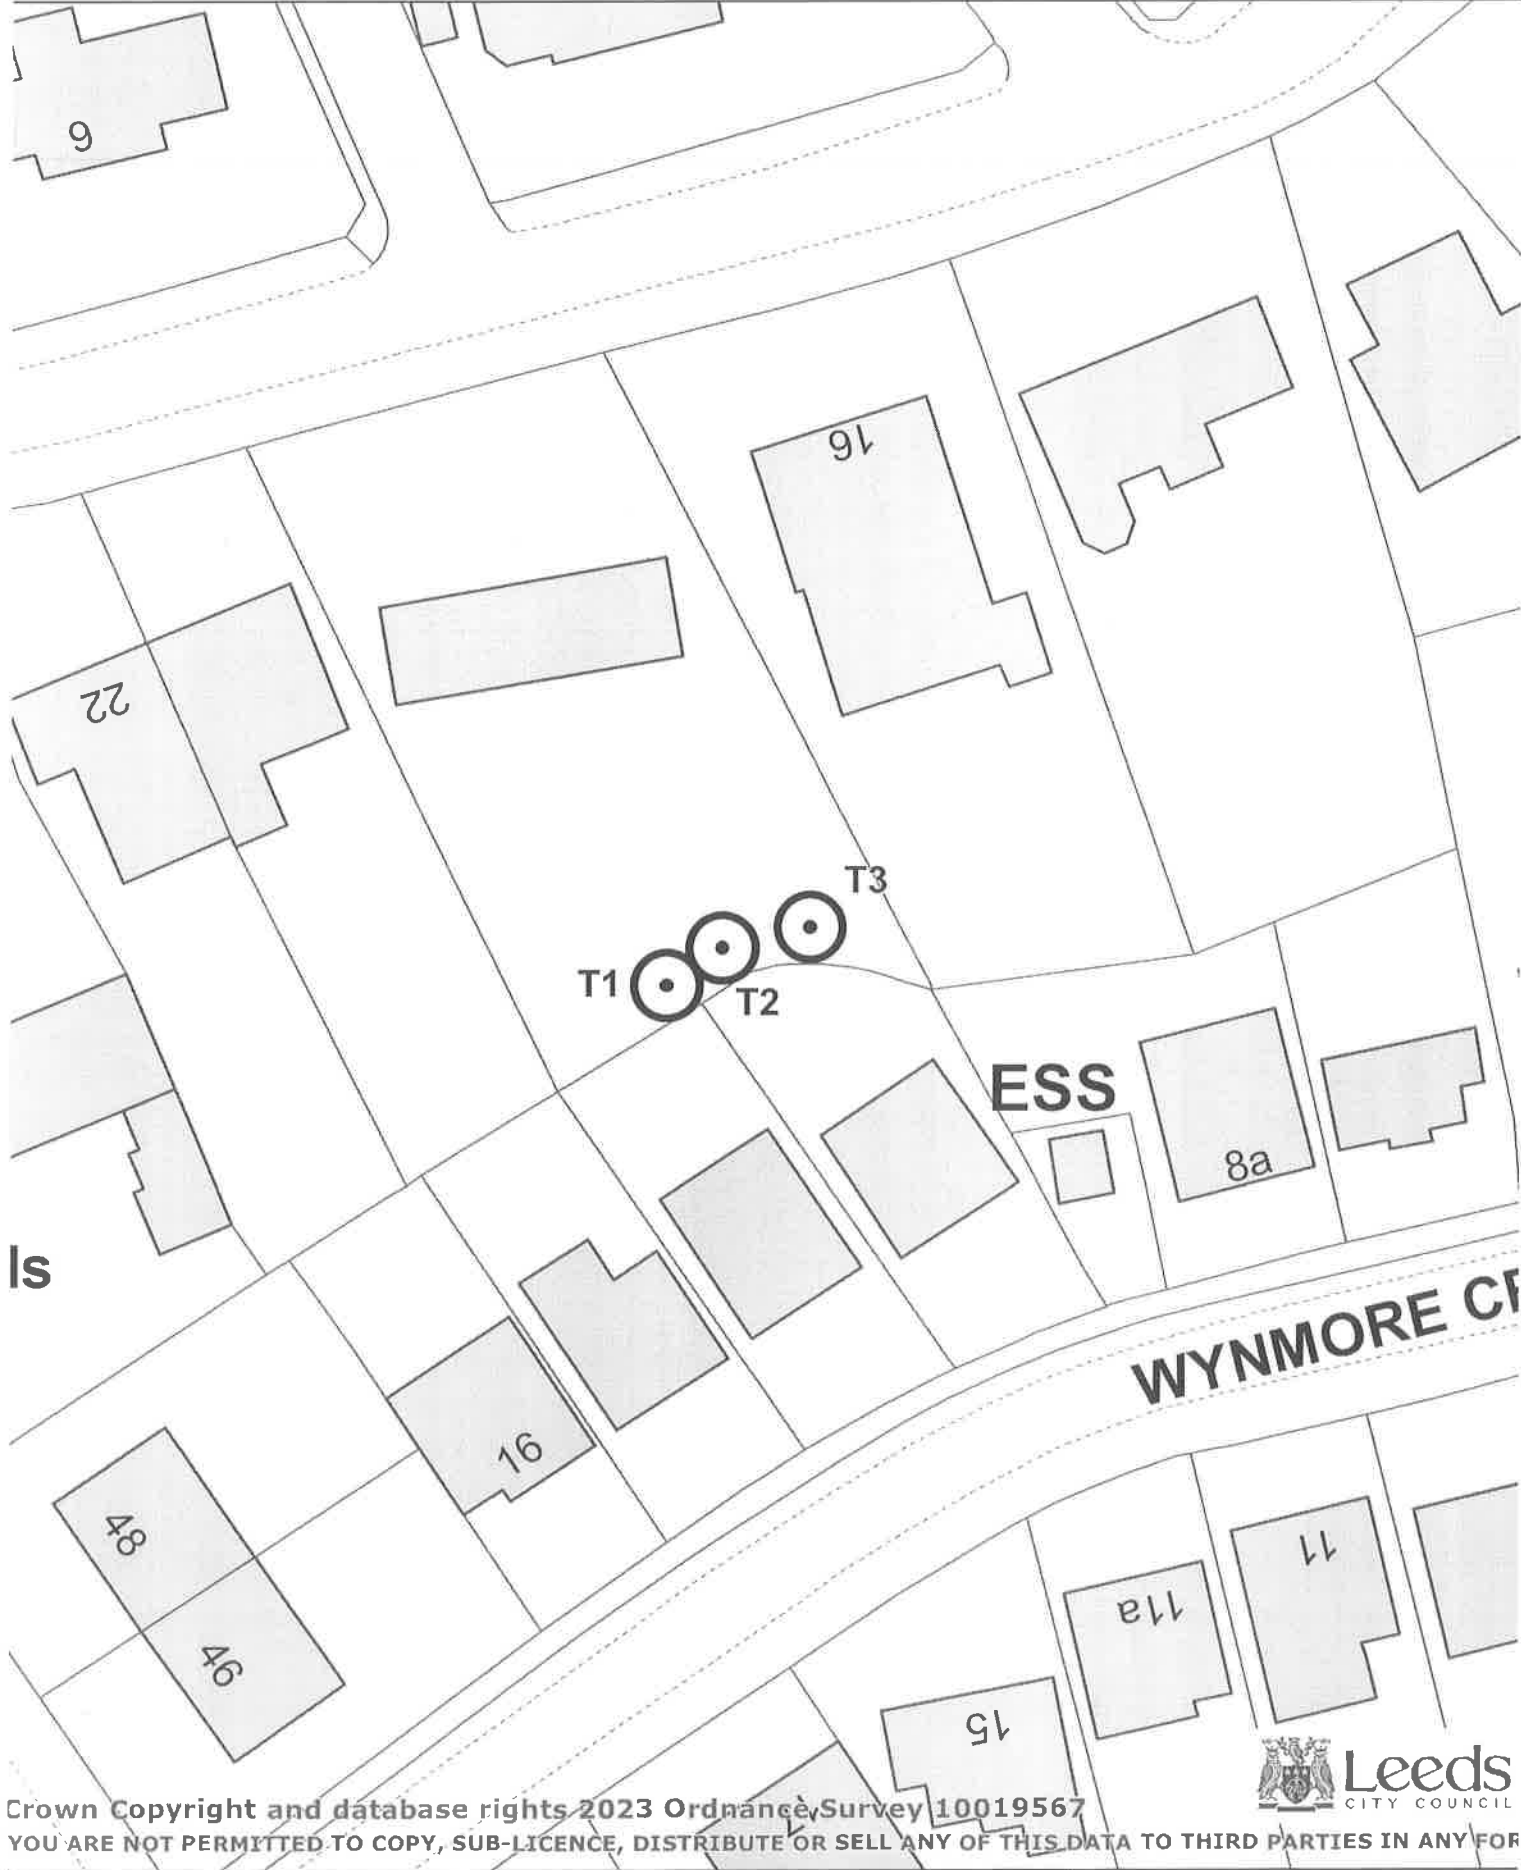 6
16
22
T3
T1
T2
ESS
8a
ls
WYNMORE CR
16
48
46
11
11a
15
17
Leeds
CITY COUNCIL
Crown Copyright and database rights 2023 Ordnance Survey 10019567
YOU ARE NOT PERMITTED TO COPY, SUB-LICENCE, DISTRIBUTE OR SELL ANY OF THIS DATA TO THIRD PARTIES IN ANY FOR